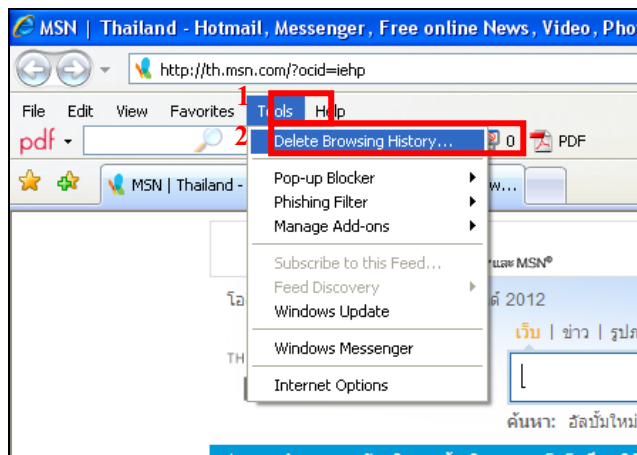 MSN | Thailand - Hotmail, Messenger, Free online News, Video, Pho
http://th.msn.com/?ocid=iehp
1
File Edit View Favorites Tools Help
pdf 2 Delete Browsing History... 0 PDF
MSN | Thailand - w...
Pop-up Blocker
Phishing Filter
Manage Add-ons
และ MSN®
Subscribe to this Feed...
Feed Discovery
2012
Windows Update
เว็บ | ข่าว | รูปภ
TH
Windows Messenger
Internet Options
ค้นหา: อัลบั้มใหม่